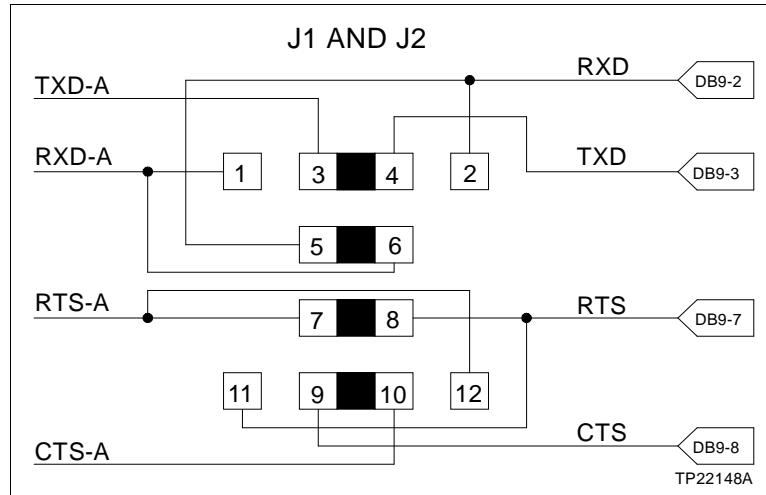 J1 AND J2
TXD-A
RXD
DB9-2
RXD-A
1
3
4
2
TXD
DB9-3
5
6
RTS-A
7
8
RTS
DB9-7
11
9
10
12
CTS-A
CTS
DB9-8
TP22148A